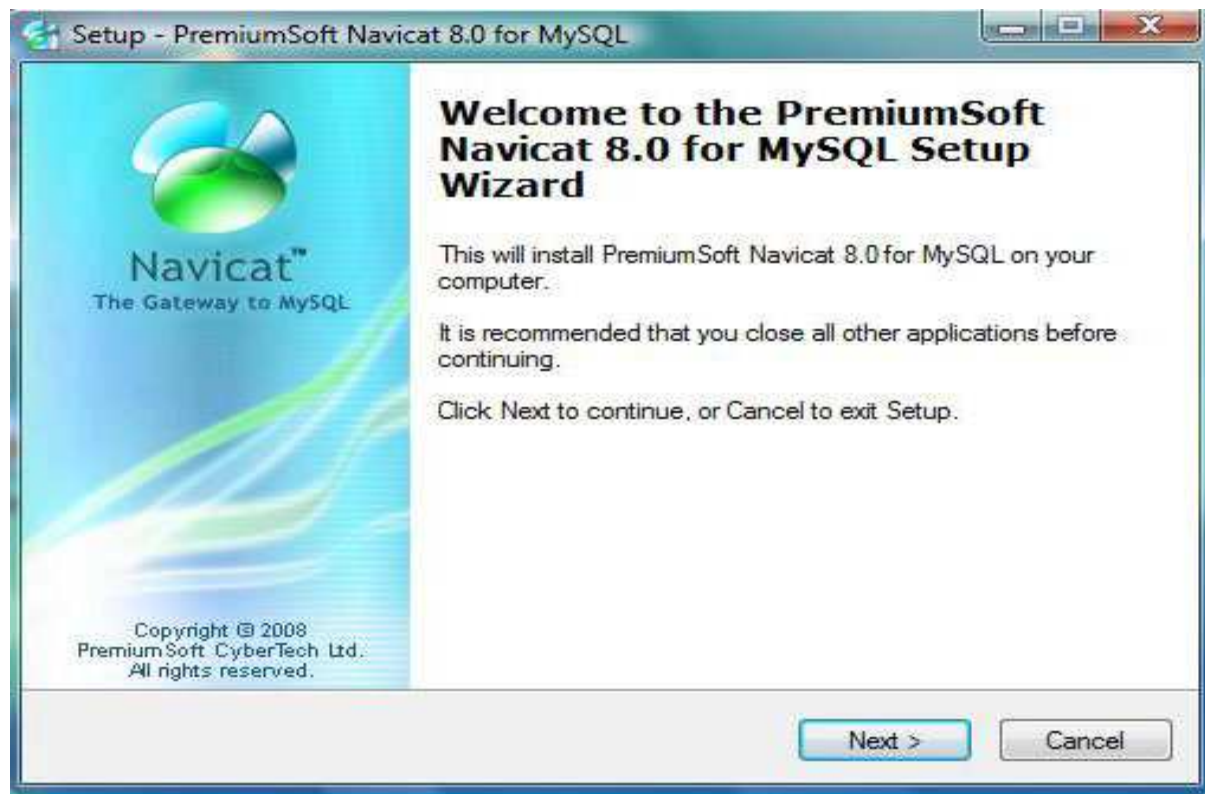 Setup - PremiumSoft Navicat 8.0 for MySQL
Navicat™
The Gateway to MySQL
Copyright © 2008
PremiumSoft CyberTech Ltd.
All rights reserved.
Welcome to the PremiumSoft
Navicat 8.0 for MySQL Setup
Wizard
This will install PremiumSoft Navicat 8.0 for MySQL on your
computer.
It is recommended that you close all other applications before
continuing.
Click Next to continue, or Cancel to exit Setup.
Next >
Cancel